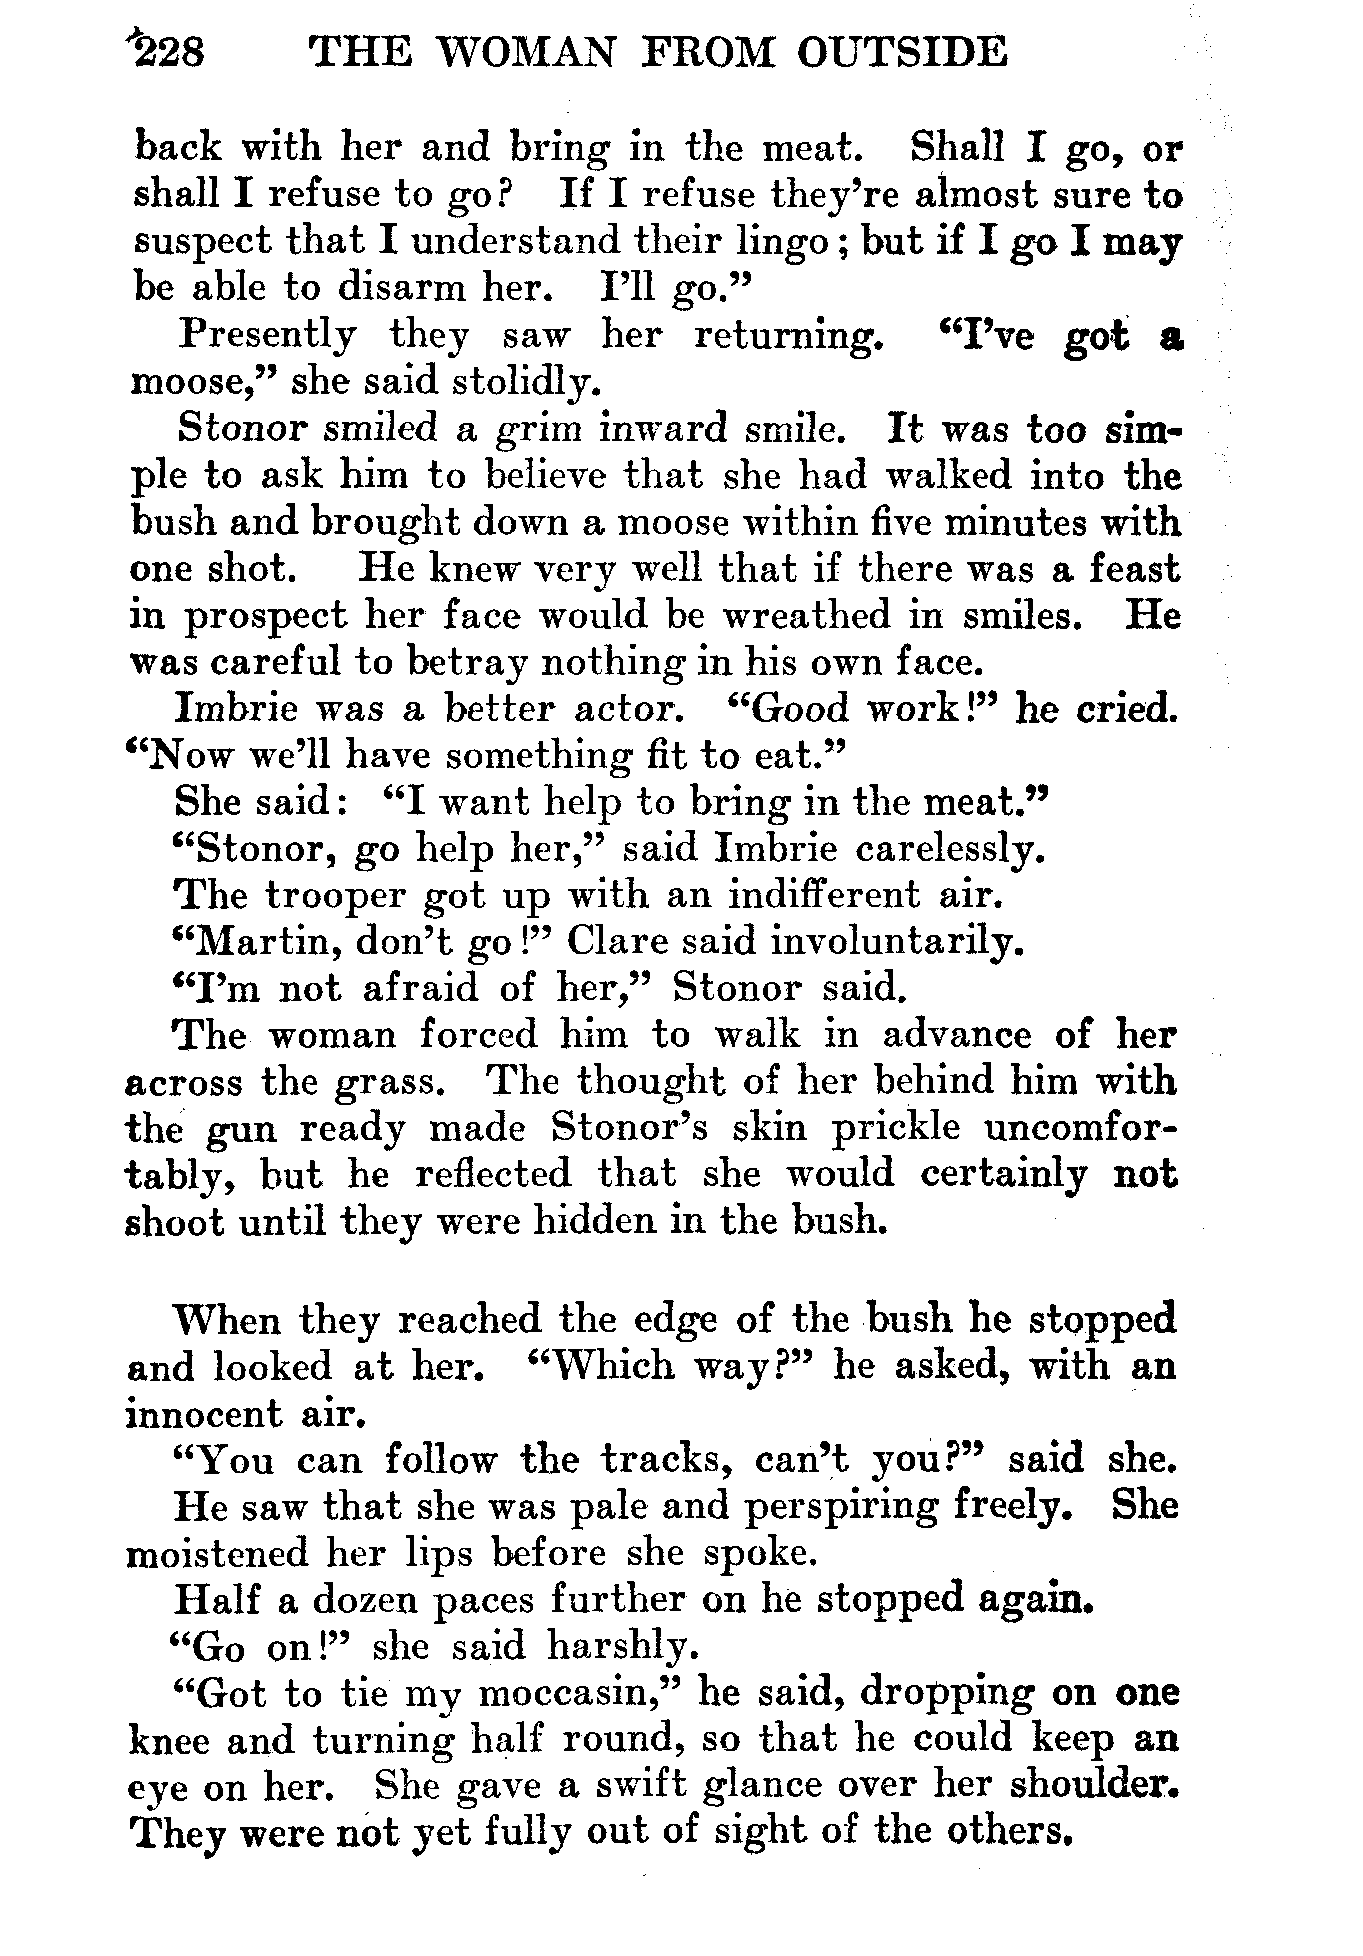 228 THE WOMAN FROM OUTSIDE
back with her and bring in the meat. Shall I go, or
shall I refuse to go? If I refuse they're almost sure to
suspect that I understand their lingo; but if I go I may
be able to disarm her. I'll go."
Presently they saw her returning. "I've got a
moose," she said stolidly.
Stonor smiled a grim inward smile. It was too sim-
ple to ask him to believe that she had walked into the
bush and brought down a moose within five minutes with
one shot. He knew very well that if there was a feast
in prospect her face would be wreathed in smiles. He
was careful to betray nothing in his own face.
Imbrie was a better actor. "Good work!" he cried.
"Now we'll have something fit to eat."
She said: "I want help to bring in the meat."
"Stonor, go help her," said Imbrie carelessly.
The trooper got up with an indifferent air.
"Martin, don't go!" Clare said involuntarily.
"I'm not afraid of her," Stonor said.
The woman forced him to walk in advance of her
across the grass. The thought of her behind him with
the gun ready made Stonor's skin prickle uncomfor-
tably, but he reflected that she would certainly not
shoot until they were hidden in the bush.
When they reached the edge of the bush he stopped
and looked at her. "Which way?" he asked, with an
innocent air.
"You can follow the tracks, can't you?" said she.
He saw that she was pale and perspiring freely. She
moistened her lips before she spoke.
Half a dozen paces further on he stopped again.
"Go on!" she said harshly.
"Got to tie my moccasin," he said, dropping on one
knee and turning half round, so that he could keep an
eye on her. She gave a swift glance over her shoulder.
They were not yet fully out of sight of the others.